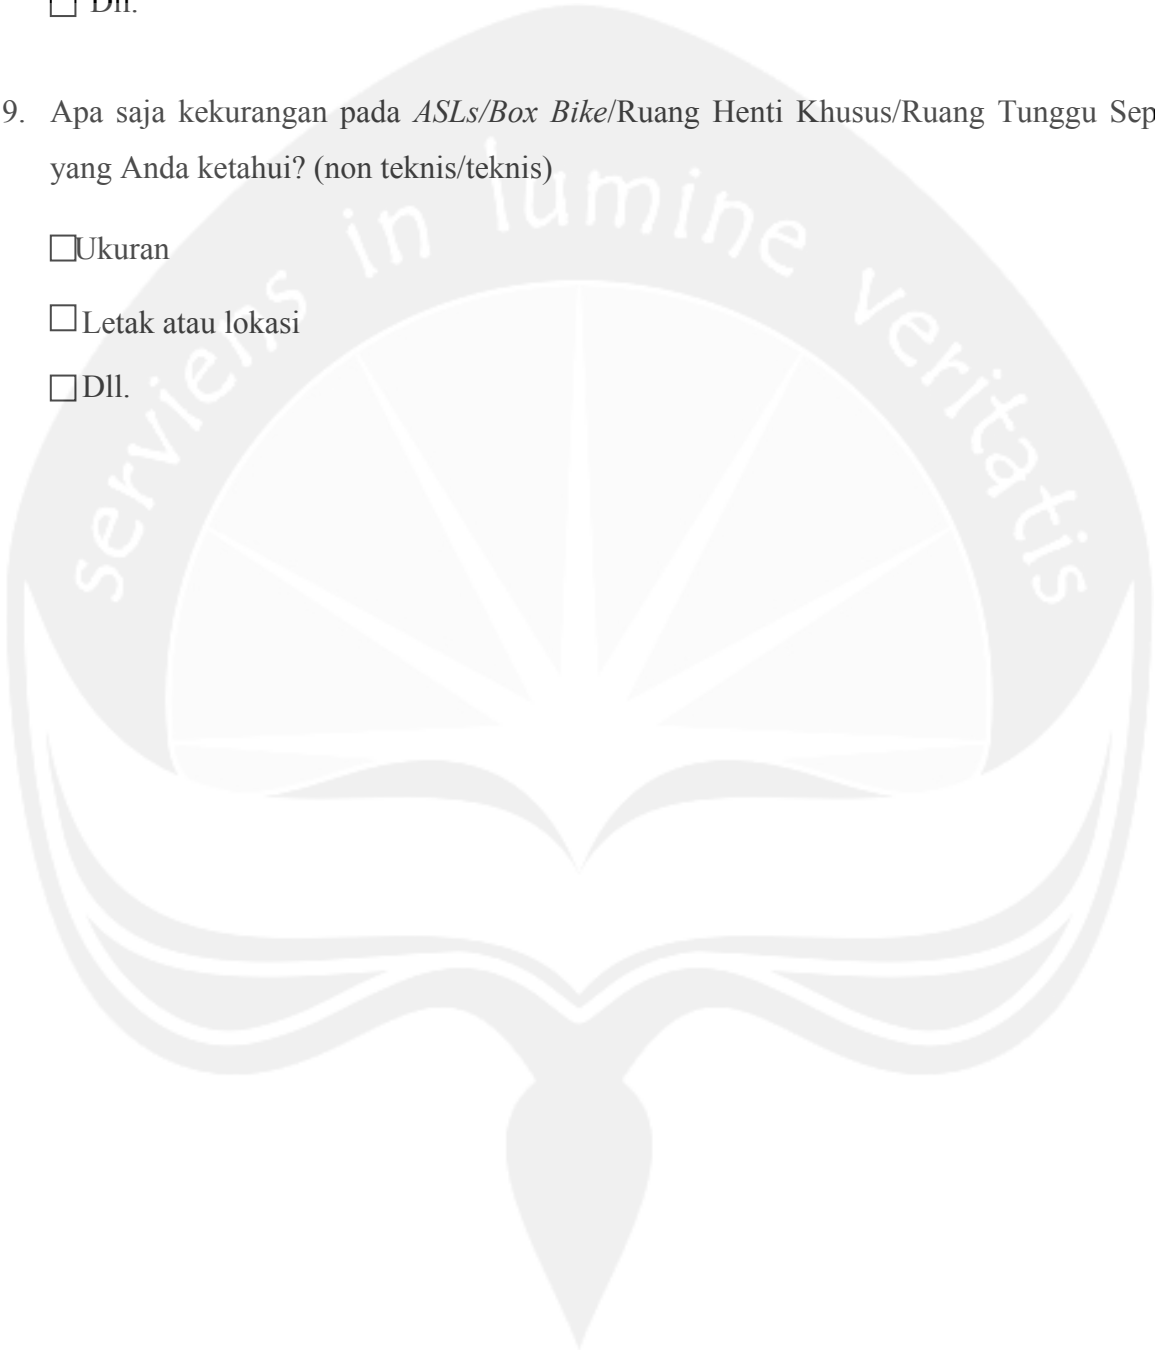 ☐ Dll.
9. Apa saja kekurangan pada ASLs/Box Bike/Ruang Henti Khusus/Ruang Tunggu Sep
yang Anda ketahui? (non teknis/teknis)
☐Ukuran
☐Letak atau lokasi
☐Dll.
serviens in lumine veritatis